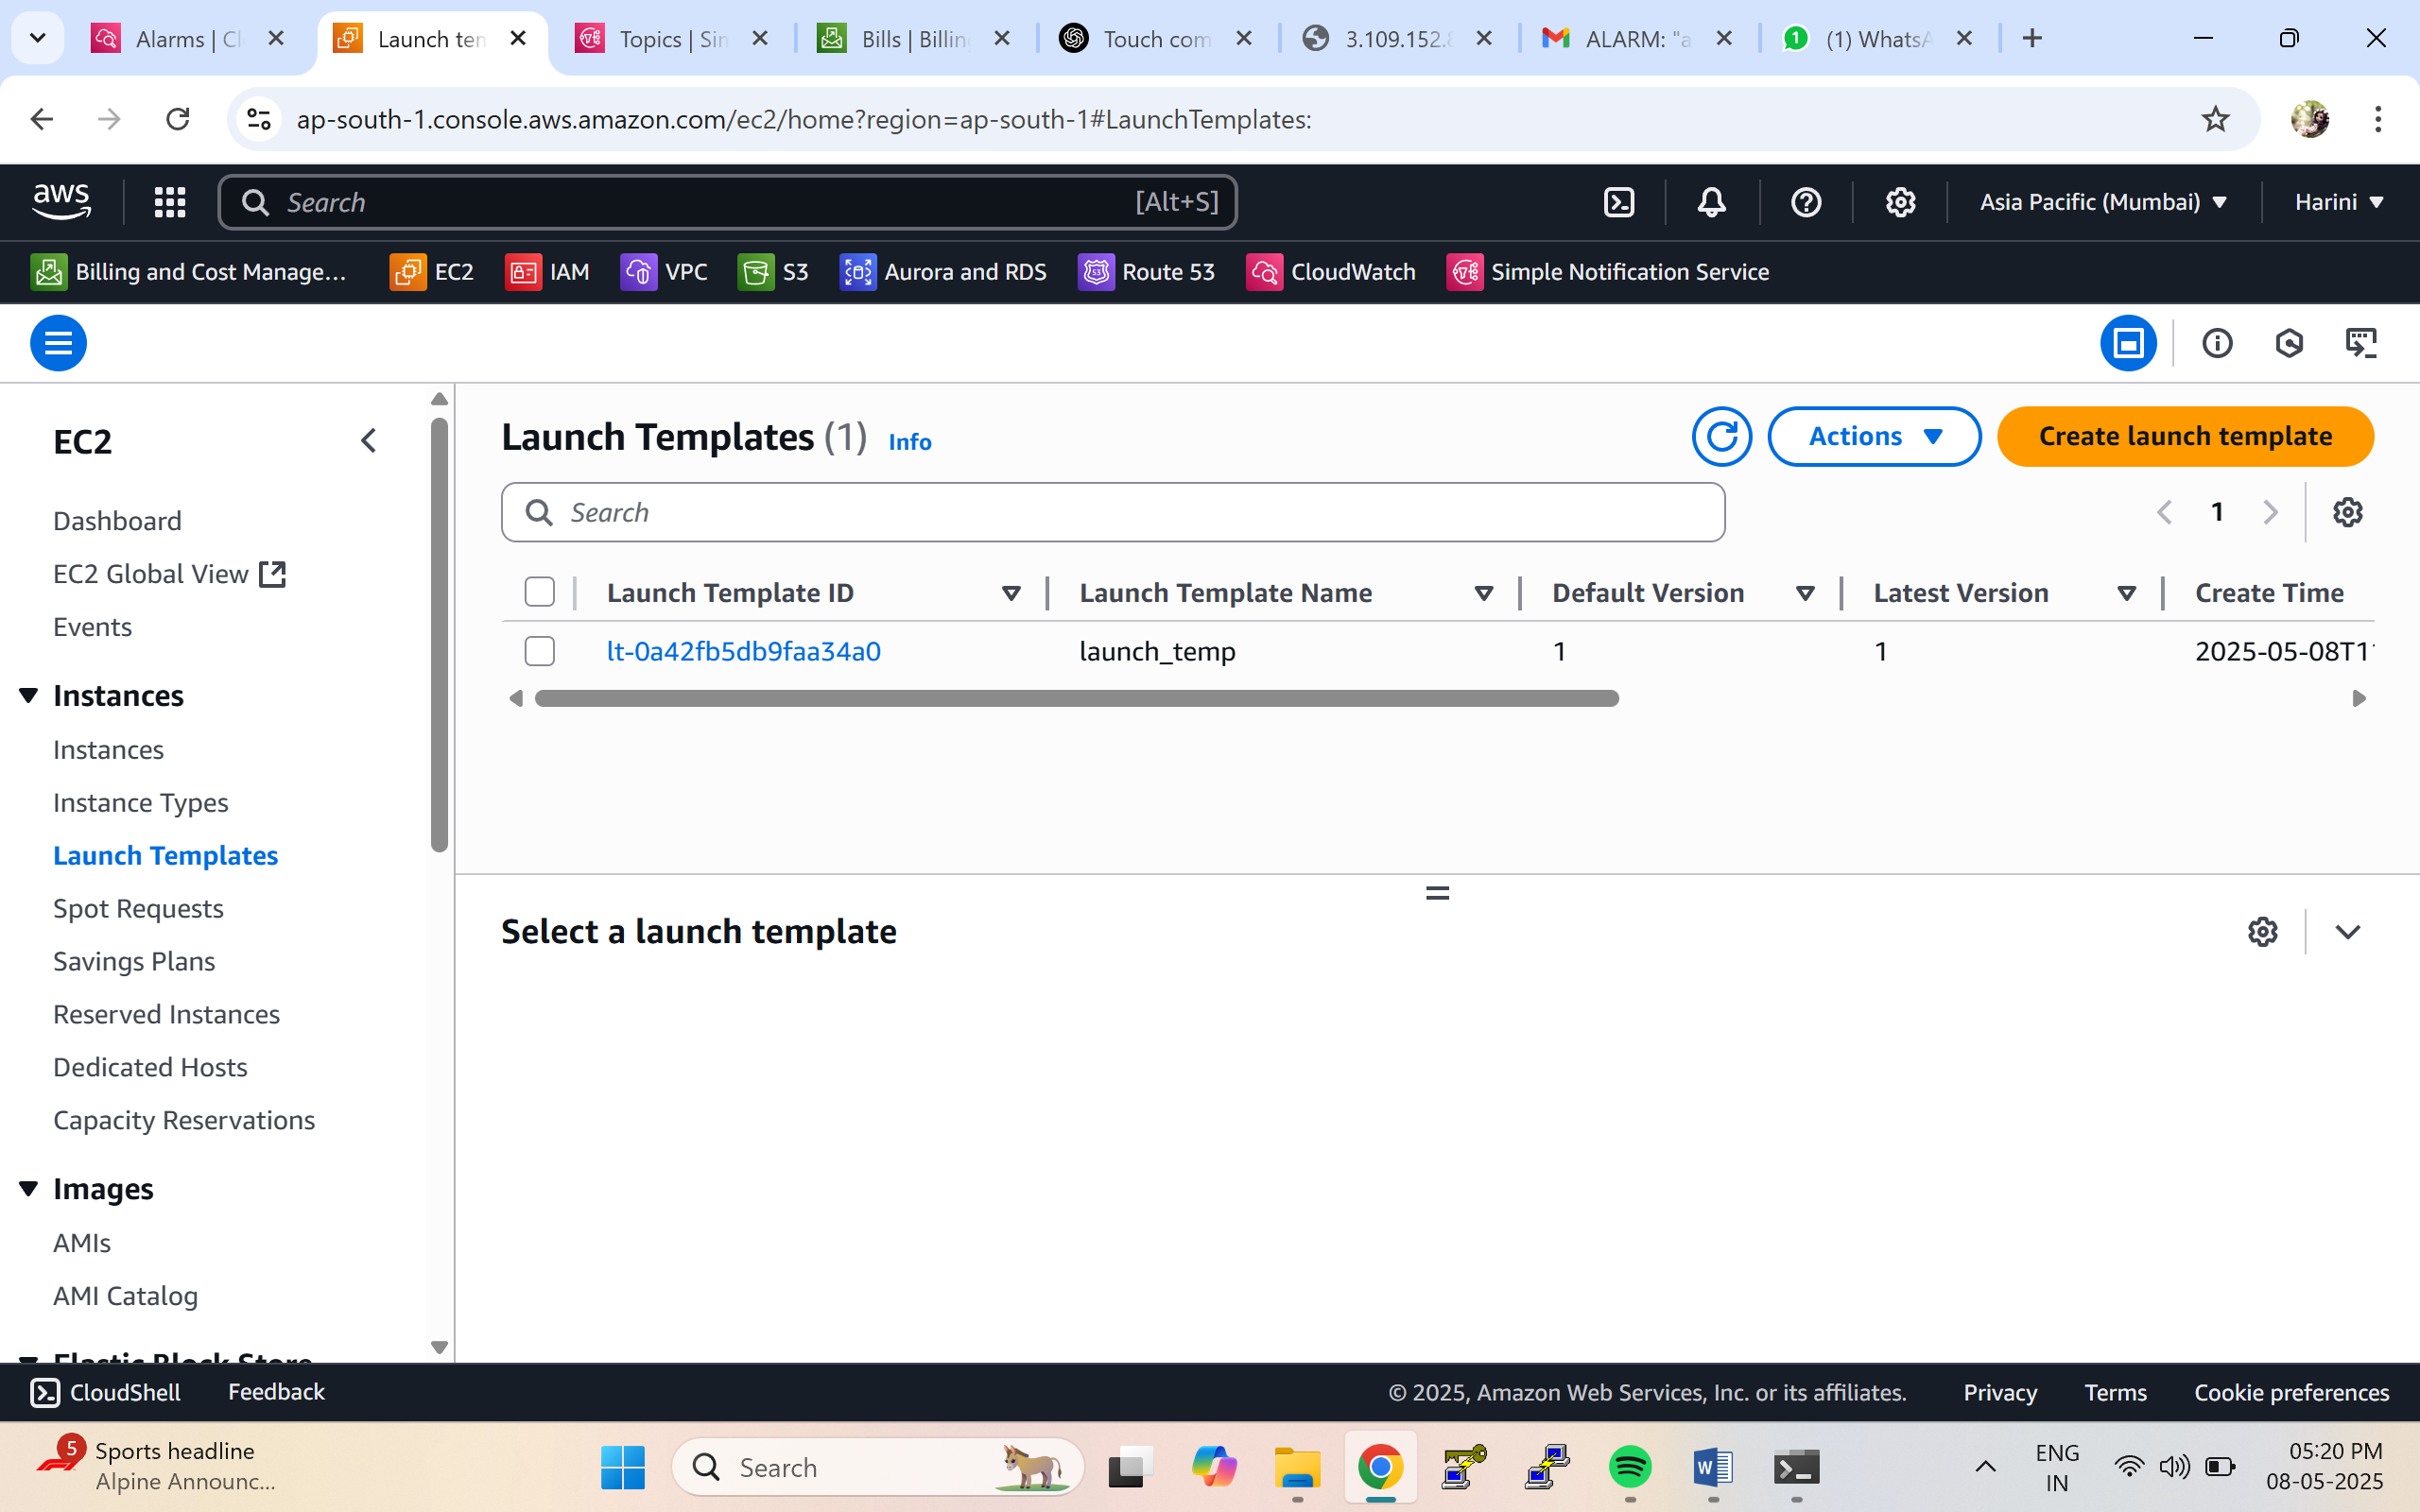 Alarms | Cl
Launch ten
Topics | Sim
Bills | Billin
Touch com
3.109.152.8
ALARM: "a
(1) WhatsA
ap-south-1.console.aws.amazon.com/ec2/home?region=ap-south-1#LaunchTemplates:
aws
Search
[Alt+S]
Asia Pacific (Mumbai)
Harini
Billing and Cost Manage...
EC2
IAM
VPC
S3
Aurora and RDS
Route 53
CloudWatch
Simple Notification Service
EC2
Dashboard
EC2 Global View
Events
Instances
Instances
Instance Types
Launch Templates
Spot Requests
Savings Plans
Reserved Instances
Dedicated Hosts
Capacity Reservations
Images
AMIs
AMI Catalog
Elastic Block Store
Launch Templates (1) Info
Actions
Create launch template
Search
1
Launch Template ID
Launch Template Name
Default Version
Latest Version
Create Time
lt-0a42fb5db9faa34a0
launch_temp
1
1
2025-05-08T1
Select a launch template
CloudShell
Feedback
© 2025, Amazon Web Services, Inc. or its affiliates.
Privacy
Terms
Cookie preferences
5
Sports headline
Alpine Announc...
Search
ENG
IN
05:20 PM
08-05-2025